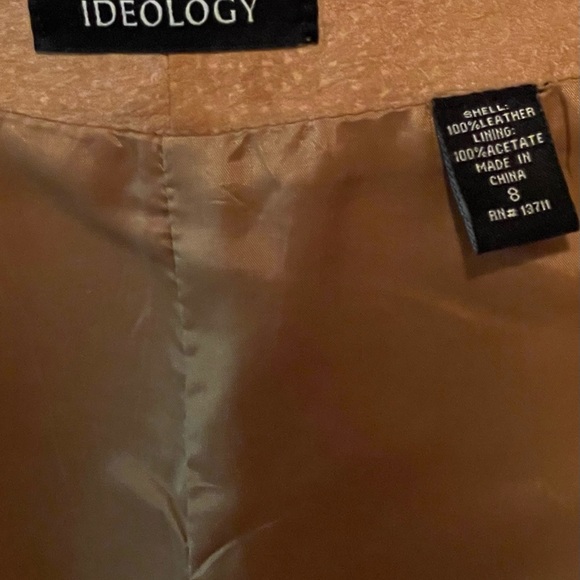 IDEOLOGY
SHELL:
100%LEATHER
LINING:
100%ACETATE
MADE IN
CHINA
8
RN# 13711